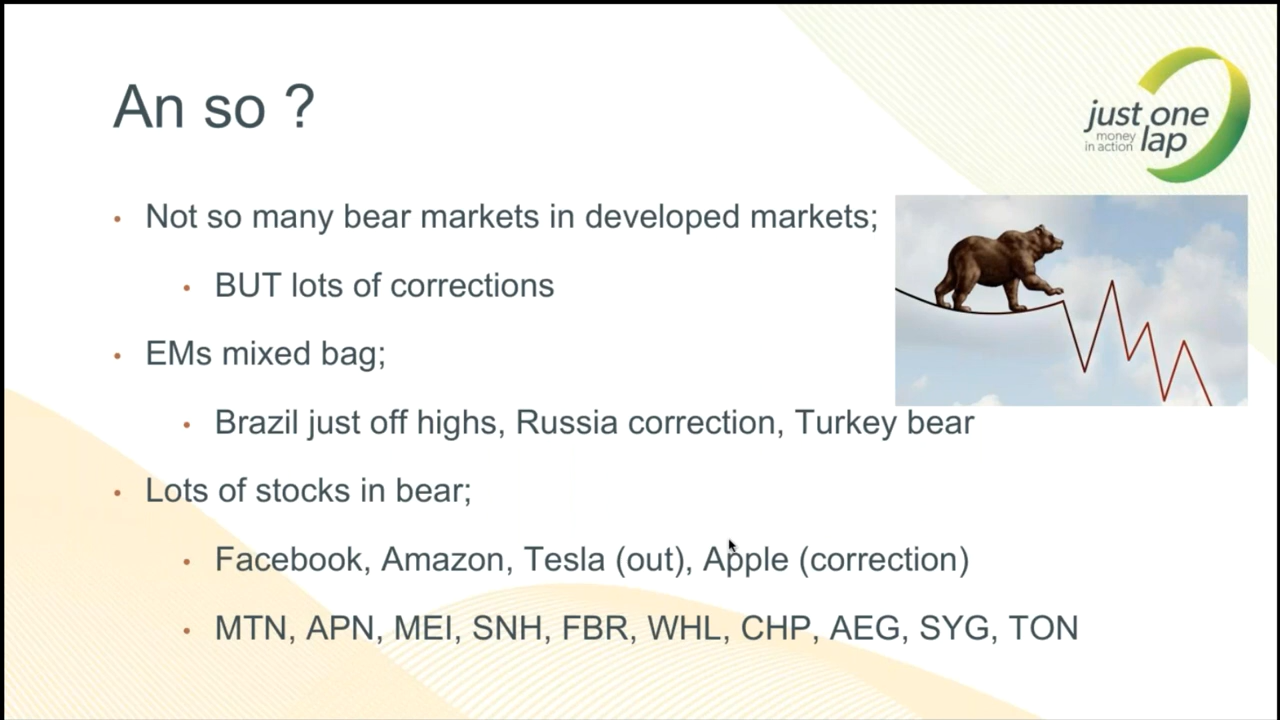 An so ?
just one
money
in action lap
Not so many bear markets in developed markets;
BUT lots of corrections
EMs mixed bag;
Brazil just off highs, Russia correction, Turkey bear
Lots of stocks in bear;
Facebook, Amazon, Tesla (out), Apple (correction)
MTN, APN, MEI, SNH, FBR, WHL, CHP, AEG, SYG, TON